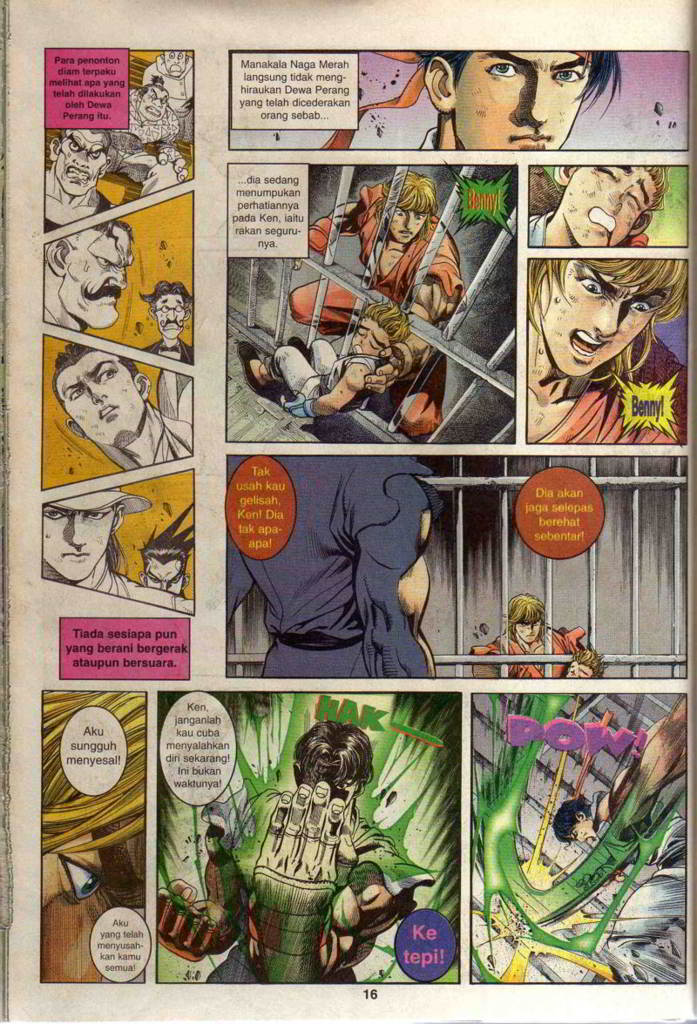 Para penonton
diam terpaku
melihat apa yang
telah dilakukan
oleh Dewa
Perang itu.
Tiada sesiapa pun
yang berani bergerak
ataupun bersuara.
Manakala Naga Merah
langsung tidak meng-
hiraukan Dewa Perang
yang telah dicederakan
orang sebab...
...dia sedang
menumpukan
perhatiannya
pada Ken, iaitu
rakan seguru-
nya.
Benny!
Benny!
Tak
usah kau
gelisah,
Ken! Dia
tak apa-
apa!
Dia akan
jaga selepas
berehat
sebentar!
Aku
sungguh
menyesal!
Aku
yang telah
menyusah-
kan kamu
semua!
Ken,
janganlah
kau cuba
menyalahkan
diri sekarang!
Ini bukan
waktunya!
HAK
Ke
tepi!
POW!
16